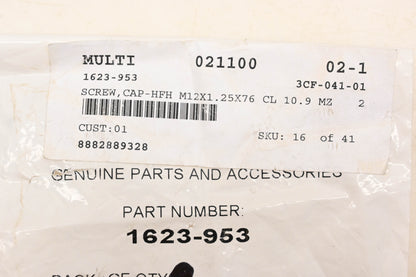 MULTI 021100 02-1
1623-953 3CF-041-01
SCREW,CAP-HFH M12X1.25X76 CL 10.9 MZ 2
CUST:01 SKU: 16 of 41
8882889328
GENUINE PARTS AND ACCESSORIES
PART NUMBER:
1623-953